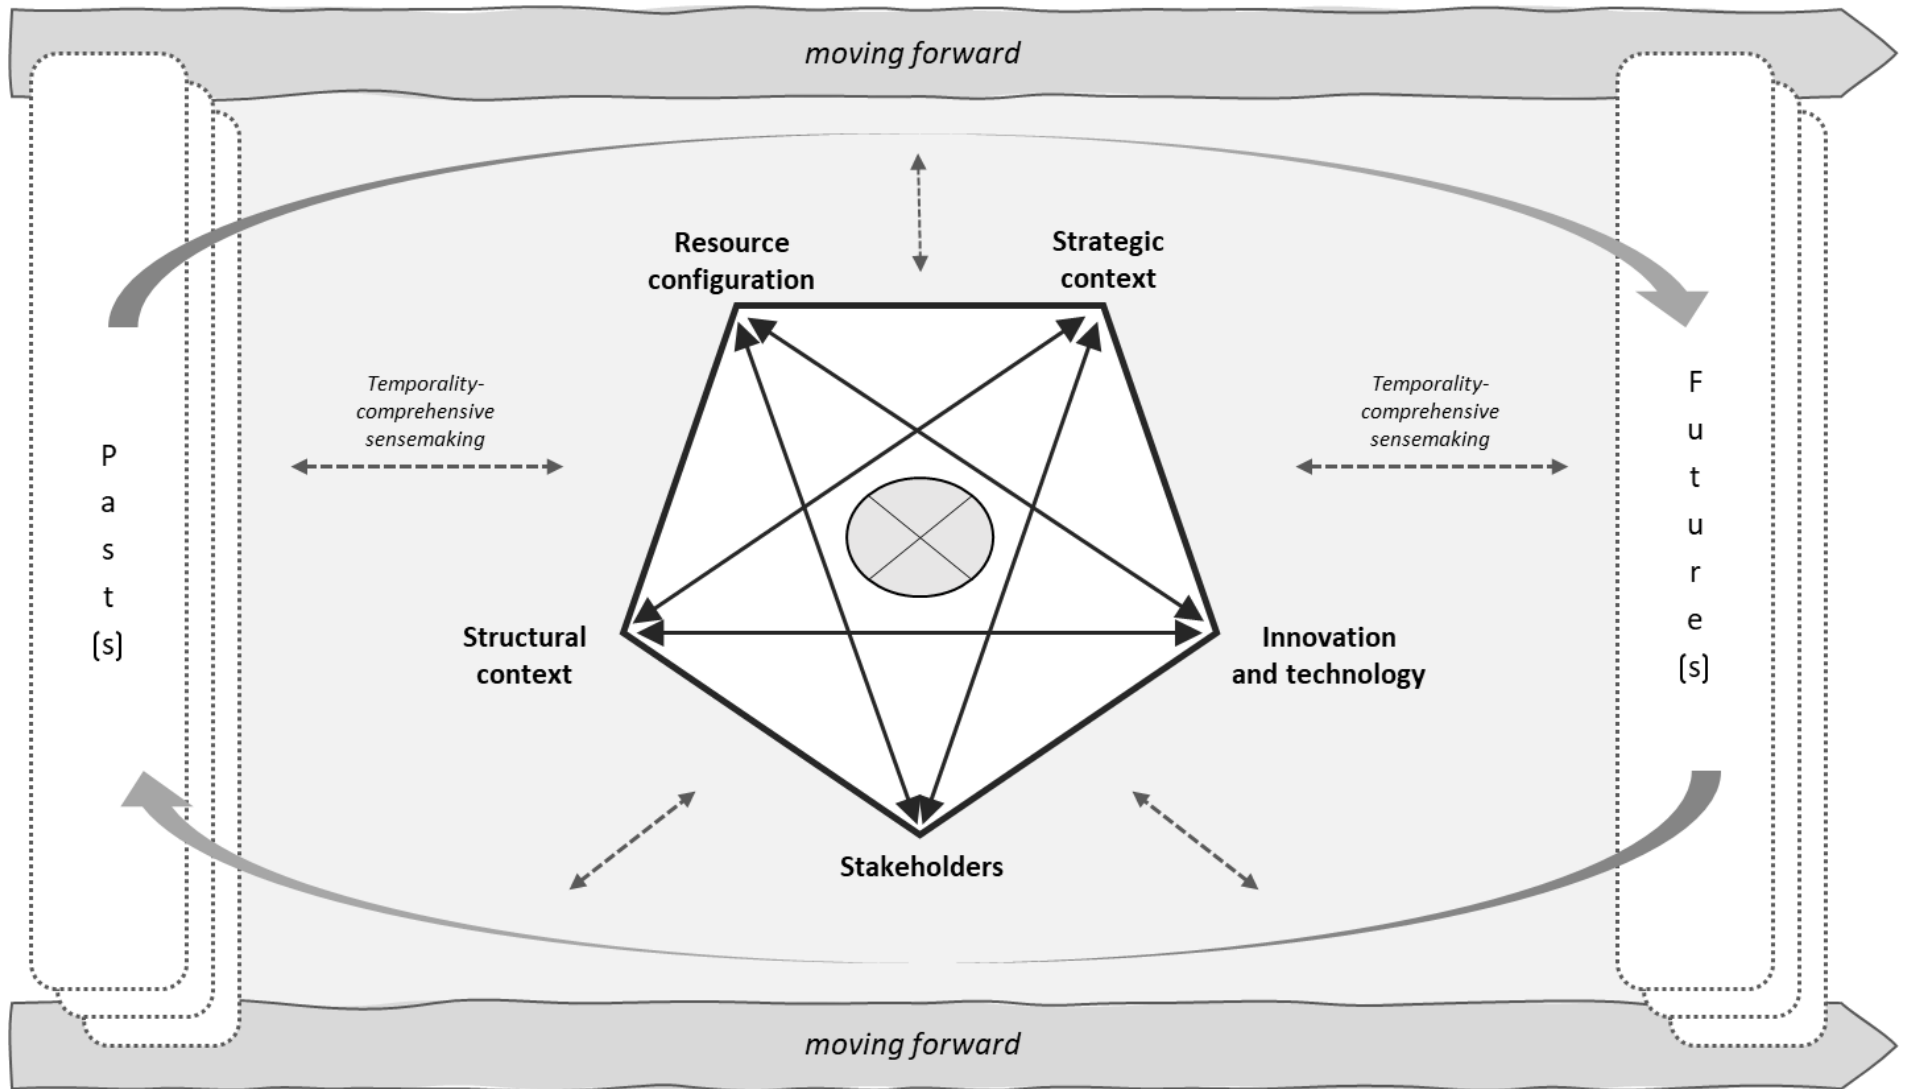 moving forward
Resource
configuration
Strategic
context
Temporality-
comprehensive
sensemaking
Temporality-
comprehensive
sensemaking
P
a
s
t
(s)
F
u
t
u
r
e
(s)
Structural
context
Innovation
and technology
Stakeholders
moving forward